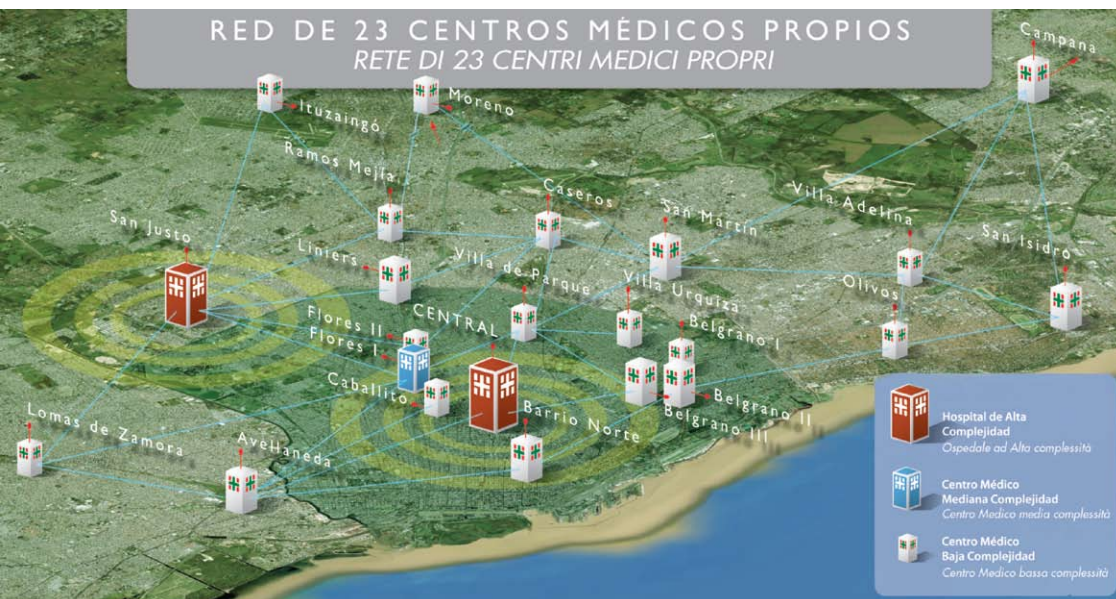 RED DE 23 CENTROS MÉDICOS PROPIOS
RETE DI 23 CENTRI MEDICI PROPRI
Campana
Ituzaingó
Moreno
Ramos Mejía
Caseros
San Martín
Villa Adelina
San Isidro
San Justo
Liniers
Villa de Parque
Villa Urquiza
Olivos
Flores II
CENTRAL
Belgrano I
Flores I
Caballito
Barrio Norte
Belgrano II
Belgrano III
Lomas de Zamora
Avellaneda
Hospital de Alta
Complejidad
Ospedale ad Alta complessità
Centro Médico
Mediana Complejidad
Centro Medico media complessità
Centro Médico
Baja Complejidad
Centro Medico bassa complessità